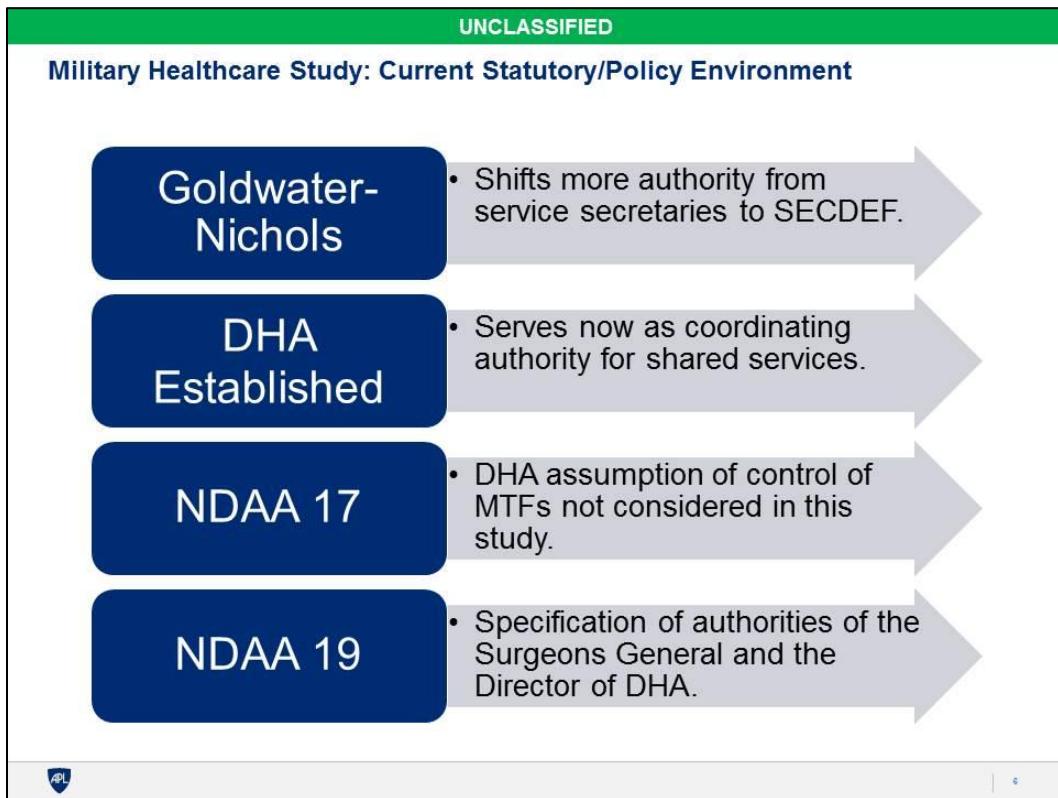 UNCLASSIFIED
Military Healthcare Study: Current Statutory/Policy Environment
Goldwater-
Nichols
• Shifts more authority from
service secretaries to SECDEF.
DHA
Established
• Serves now as coordinating
authority for shared services.
NDAA 17
• DHA assumption of control of
MTFs not considered in this
study.
NDAA 19
• Specification of authorities of the
Surgeons General and the
Director of DHA.
APL
6